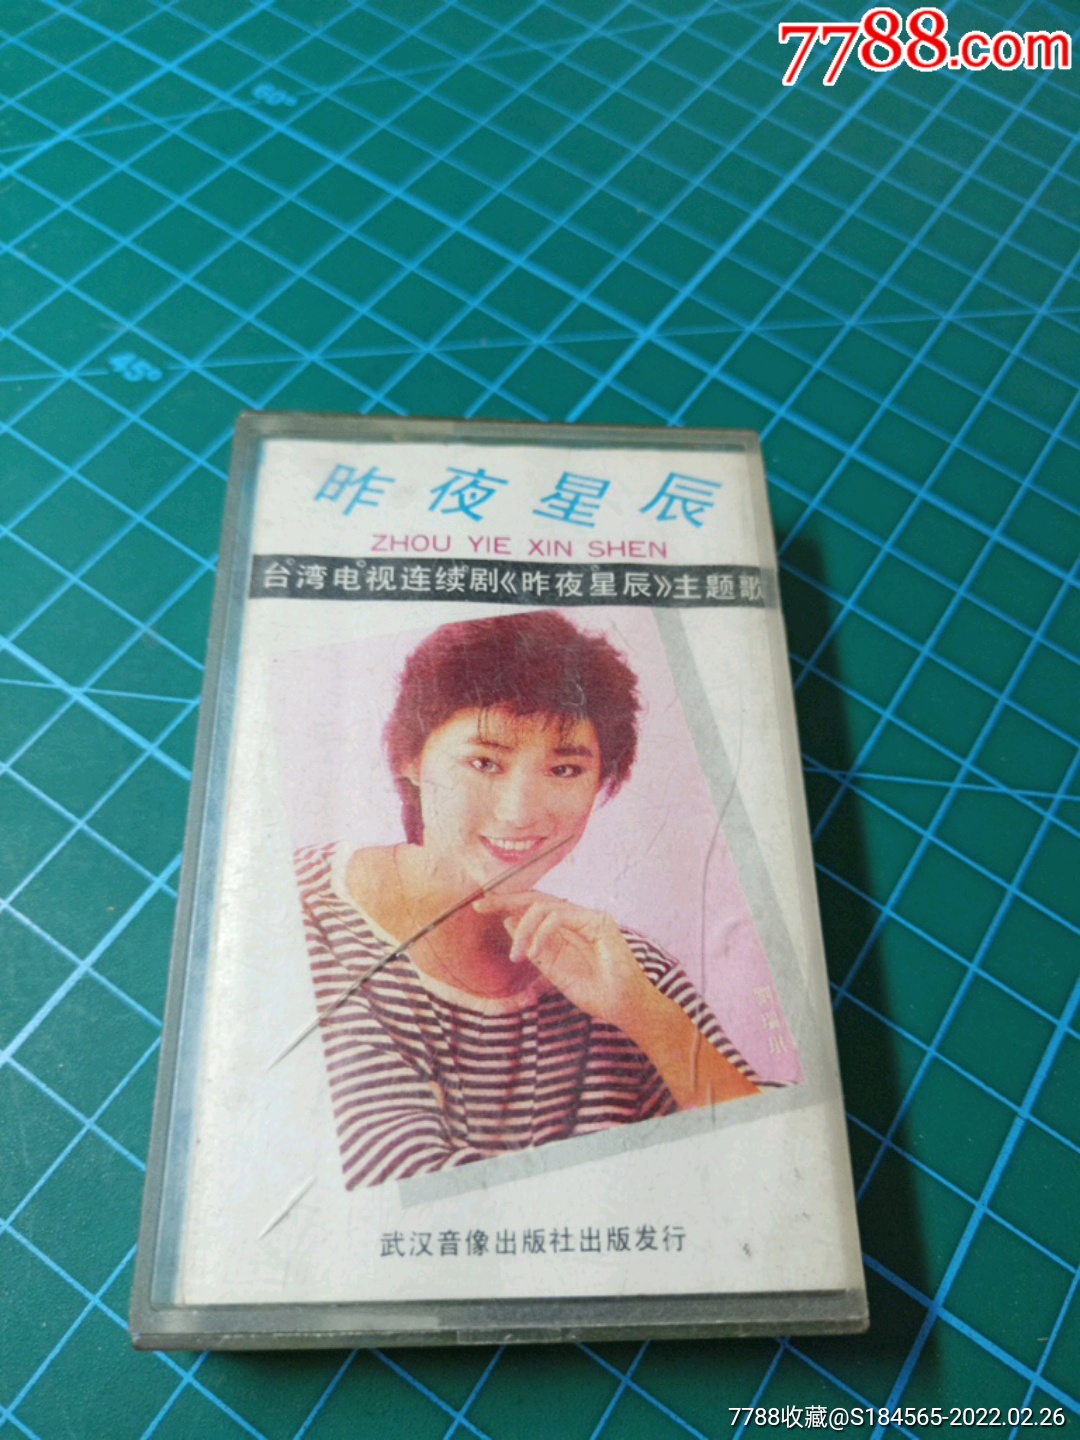 7788.com
60°
45°
昨夜星辰
ZHOU YIE XIN SHEN
台湾电视连续剧《昨夜星辰》主题歌
武汉音像出版社出版发行
7788收藏@S184565-2022.02.26